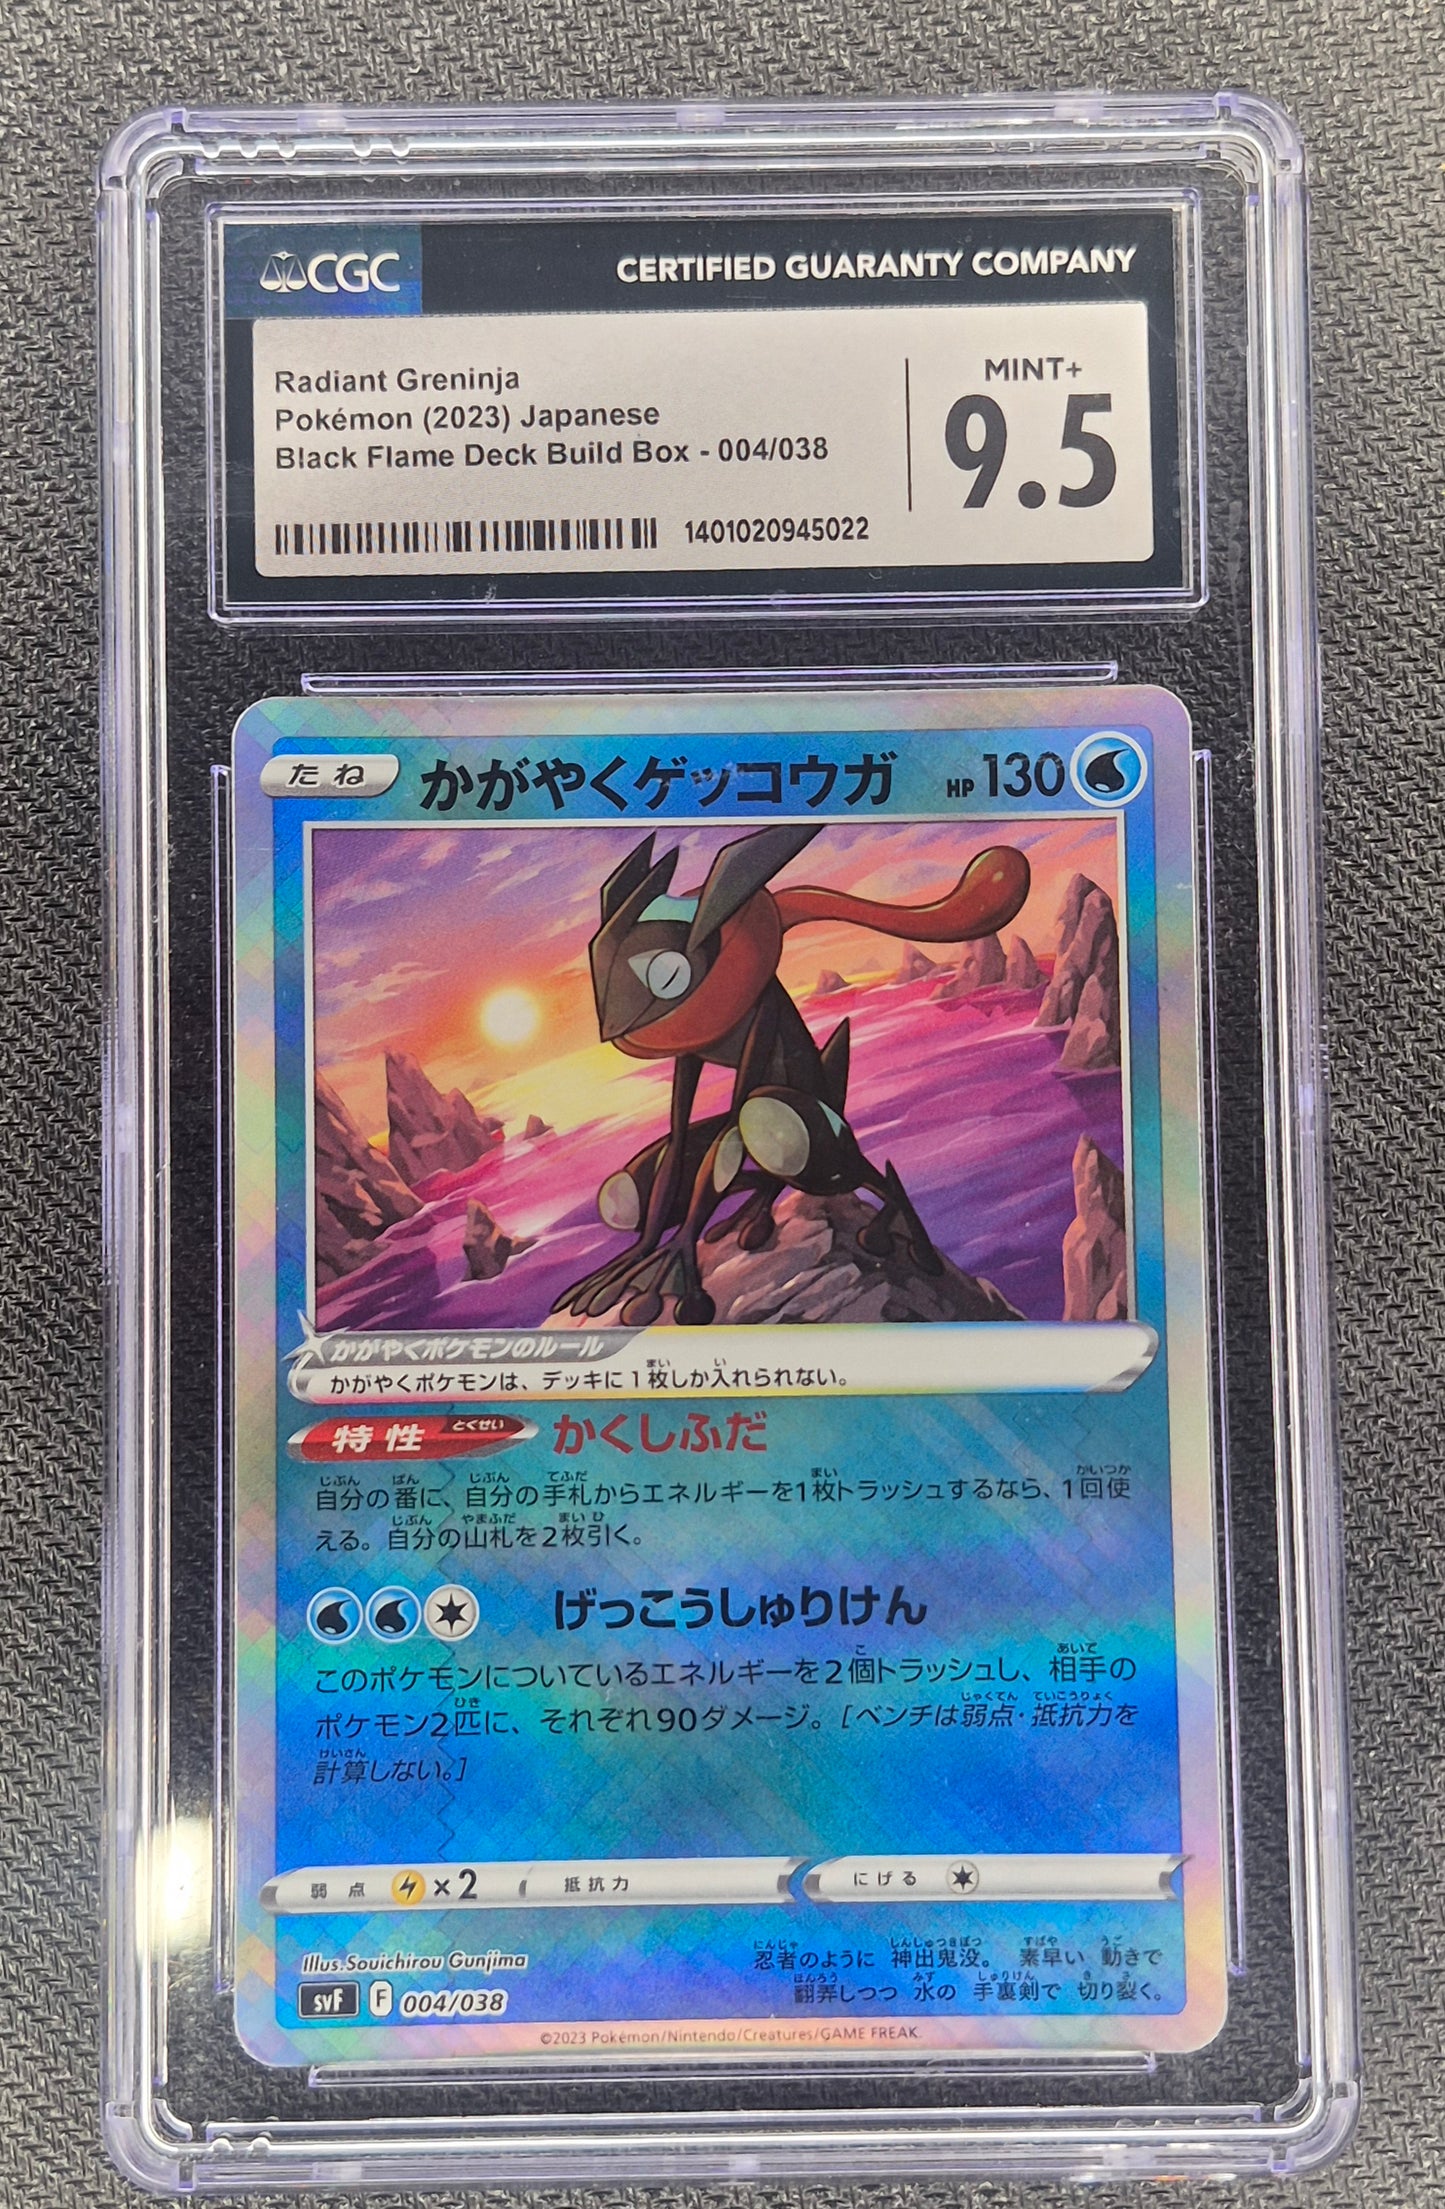 CGC
CERTIFIED GUARANTY COMPANY
Radiant Greninja
Pokémon (2023) Japanese
Black Flame Deck Build Box - 004/038
1401020945022
MINT+
9.5
たね
かがやくゲッコウガ
HP 130
かがやくポケモンのルール
かがやくポケモンは、デッキに1枚しか入れられない。
特性 とくせい かくしふだ
自分の番に、自分の手札からエネルギーを1枚トラッシュするなら、1回使
える。自分の山札を2枚引く。
げっこうしゅりけん
このポケモンについているエネルギーを2個トラッシュし、相手の
ポケモン2匹に、それぞれ90ダメージ。[ベンチは弱点・抵抗力を
計算しない。]
弱点 ×2 抵抗力 にげる
Illus. Souichirou Gunjima
忍者のように 神出鬼没。 素早い 動きで
翻弄しつつ 水の 手裏剣で 切り裂く。
svF F 004/038
©2023 Pokémon/Nintendo/Creatures/GAME FREAK.